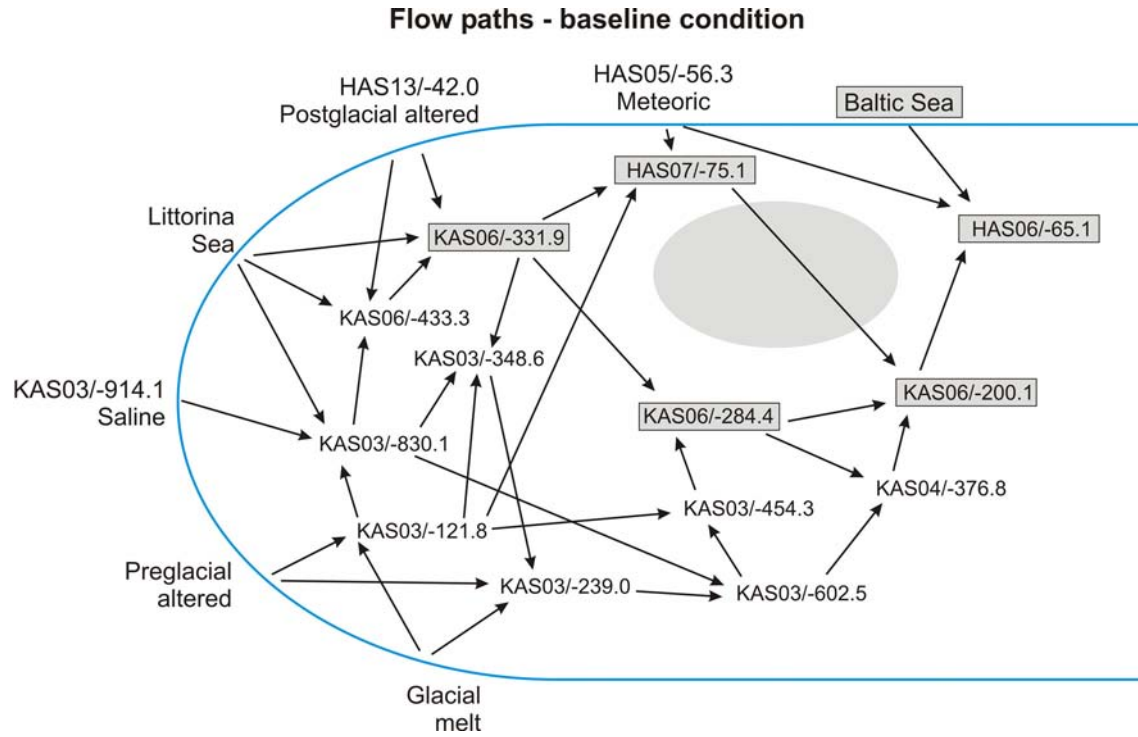 Flow paths - baseline condition
HAS13/-42.0
Postglacial altered
HAS05/-56.3
Meteoric
Baltic Sea
HAS07/-75.1
Littorina
Sea
KAS06/-331.9
HAS06/-65.1
KAS06/-433.3
KAS03/-348.6
KAS03/-914.1
Saline
KAS06/-200.1
KAS06/-284.4
KAS03/-830.1
KAS04/-376.8
KAS03/-454.3
KAS03/-121.8
Preglacial
altered
KAS03/-239.0
KAS03/-602.5
Glacial
melt